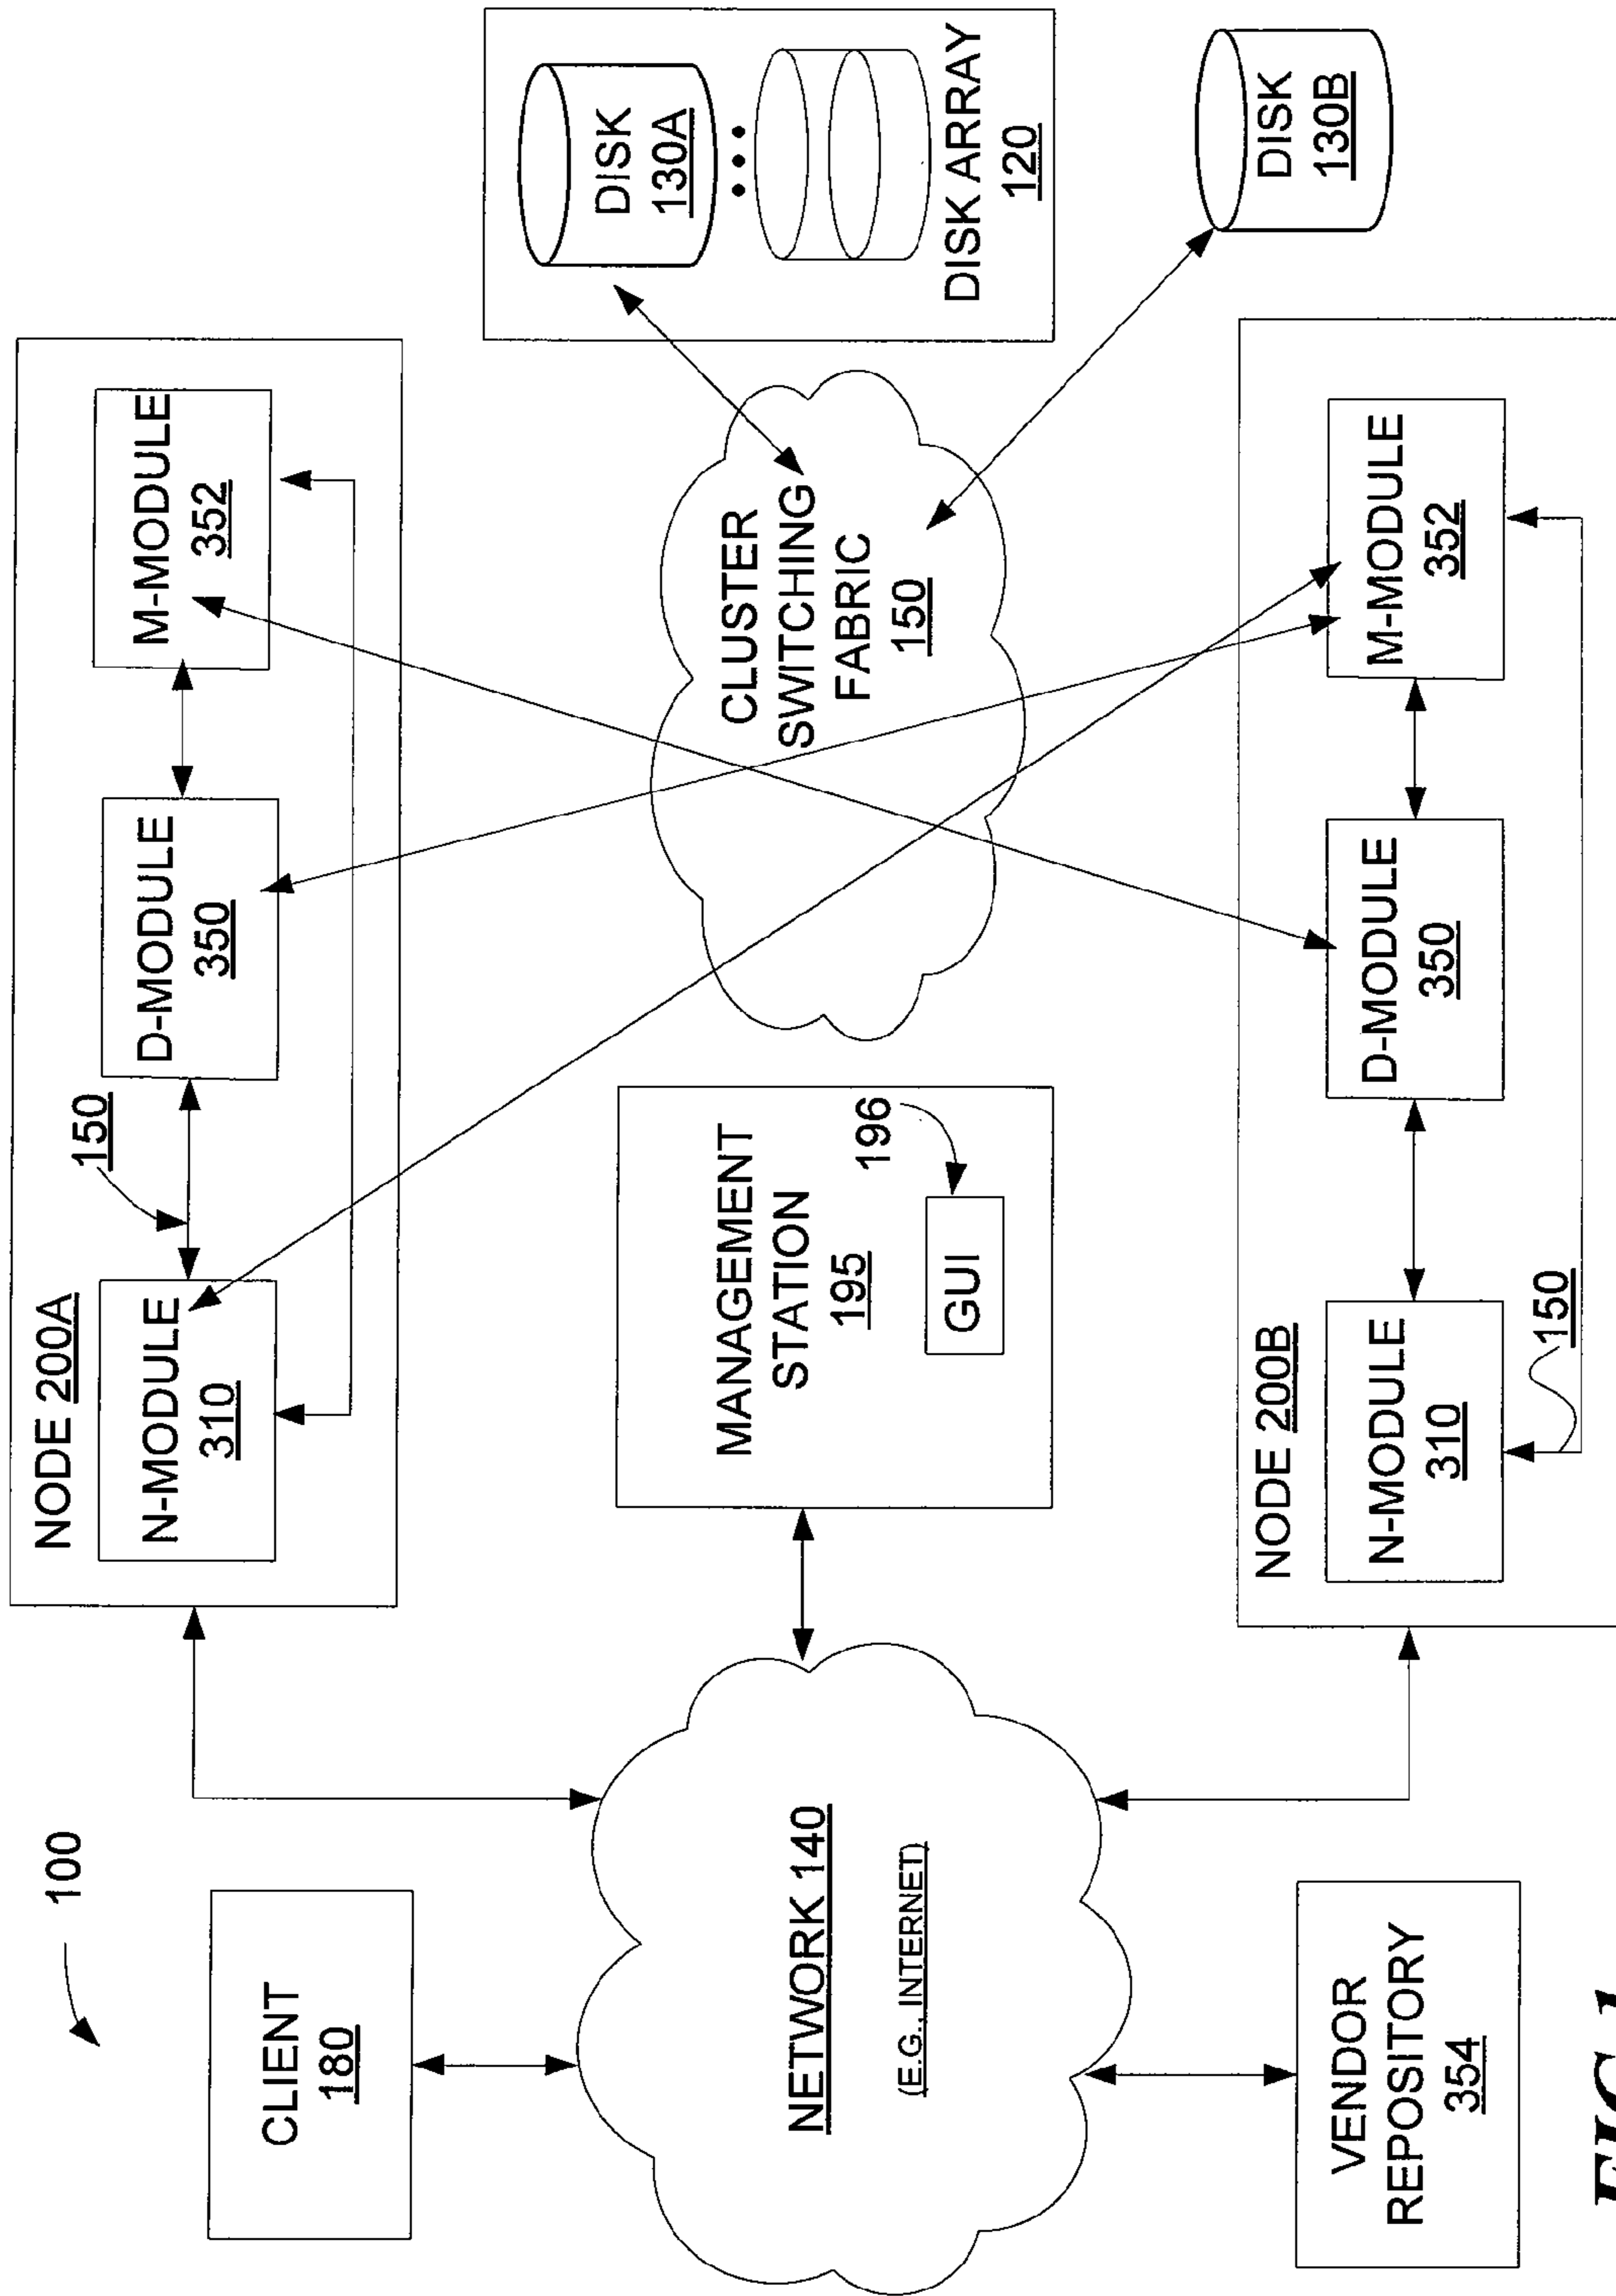 100
CLIENT
180
NODE 200A
N-MODULE
310
150
D-MODULE
350
M-MODULE
352
NETWORK 140
(E.G., INTERNET)
MANAGEMENT
STATION
195
196
GUI
CLUSTER
SWITCHING
FABRIC
150
DISK
130A
DISK ARRAY
120
DISK
130B
VENDOR
REPOSITORY
354
NODE 200B
N-MODULE
310
150
D-MODULE
350
M-MODULE
352
FIG. 1